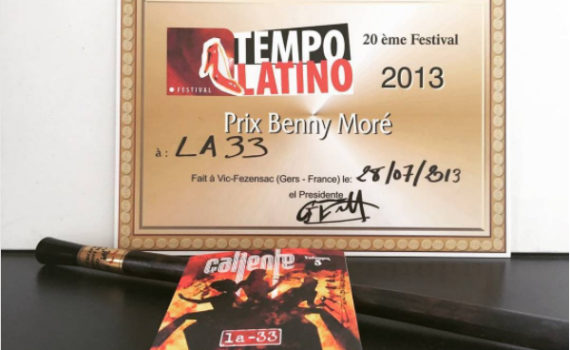 TEMPO
LATINO
FESTIVAL
20 ème Festival
2013
Prix Benny Moré
à : LA 33
Fait à Vic-Fezensac (Gers - France) le: 28/07/2013
el Presidente
caliente
la-33